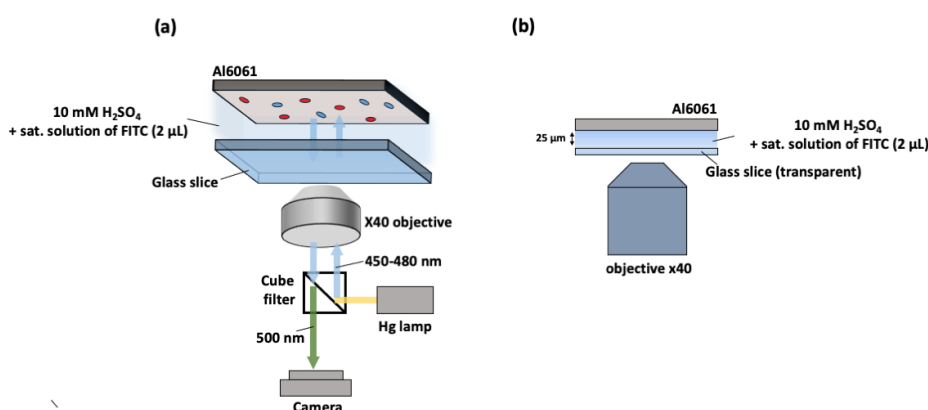 (a)
Al6061
10 mM H₂SO₄
+ sat. solution of FITC (2 µL)
Glass slice
X40 objective
450-480 nm
Cube
filter
Hg lamp
500 nm
Camera
(b)
Al6061
25 µm
10 mM H₂SO₄
+ sat. solution of FITC (2 µL)
Glass slice (transparent)
objective x40